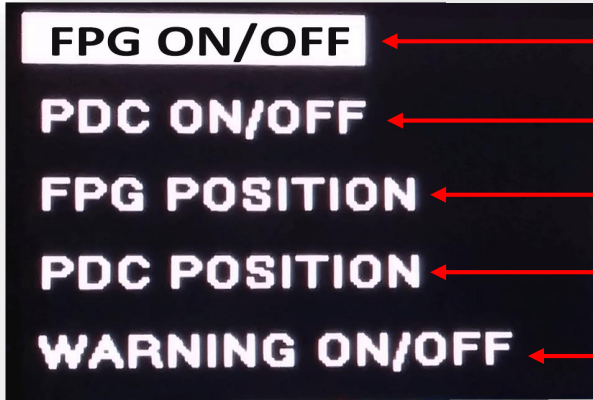 FPG ON/OFF
PDC ON/OFF
FPG POSITION
PDC POSITION
WARNING ON/OFF